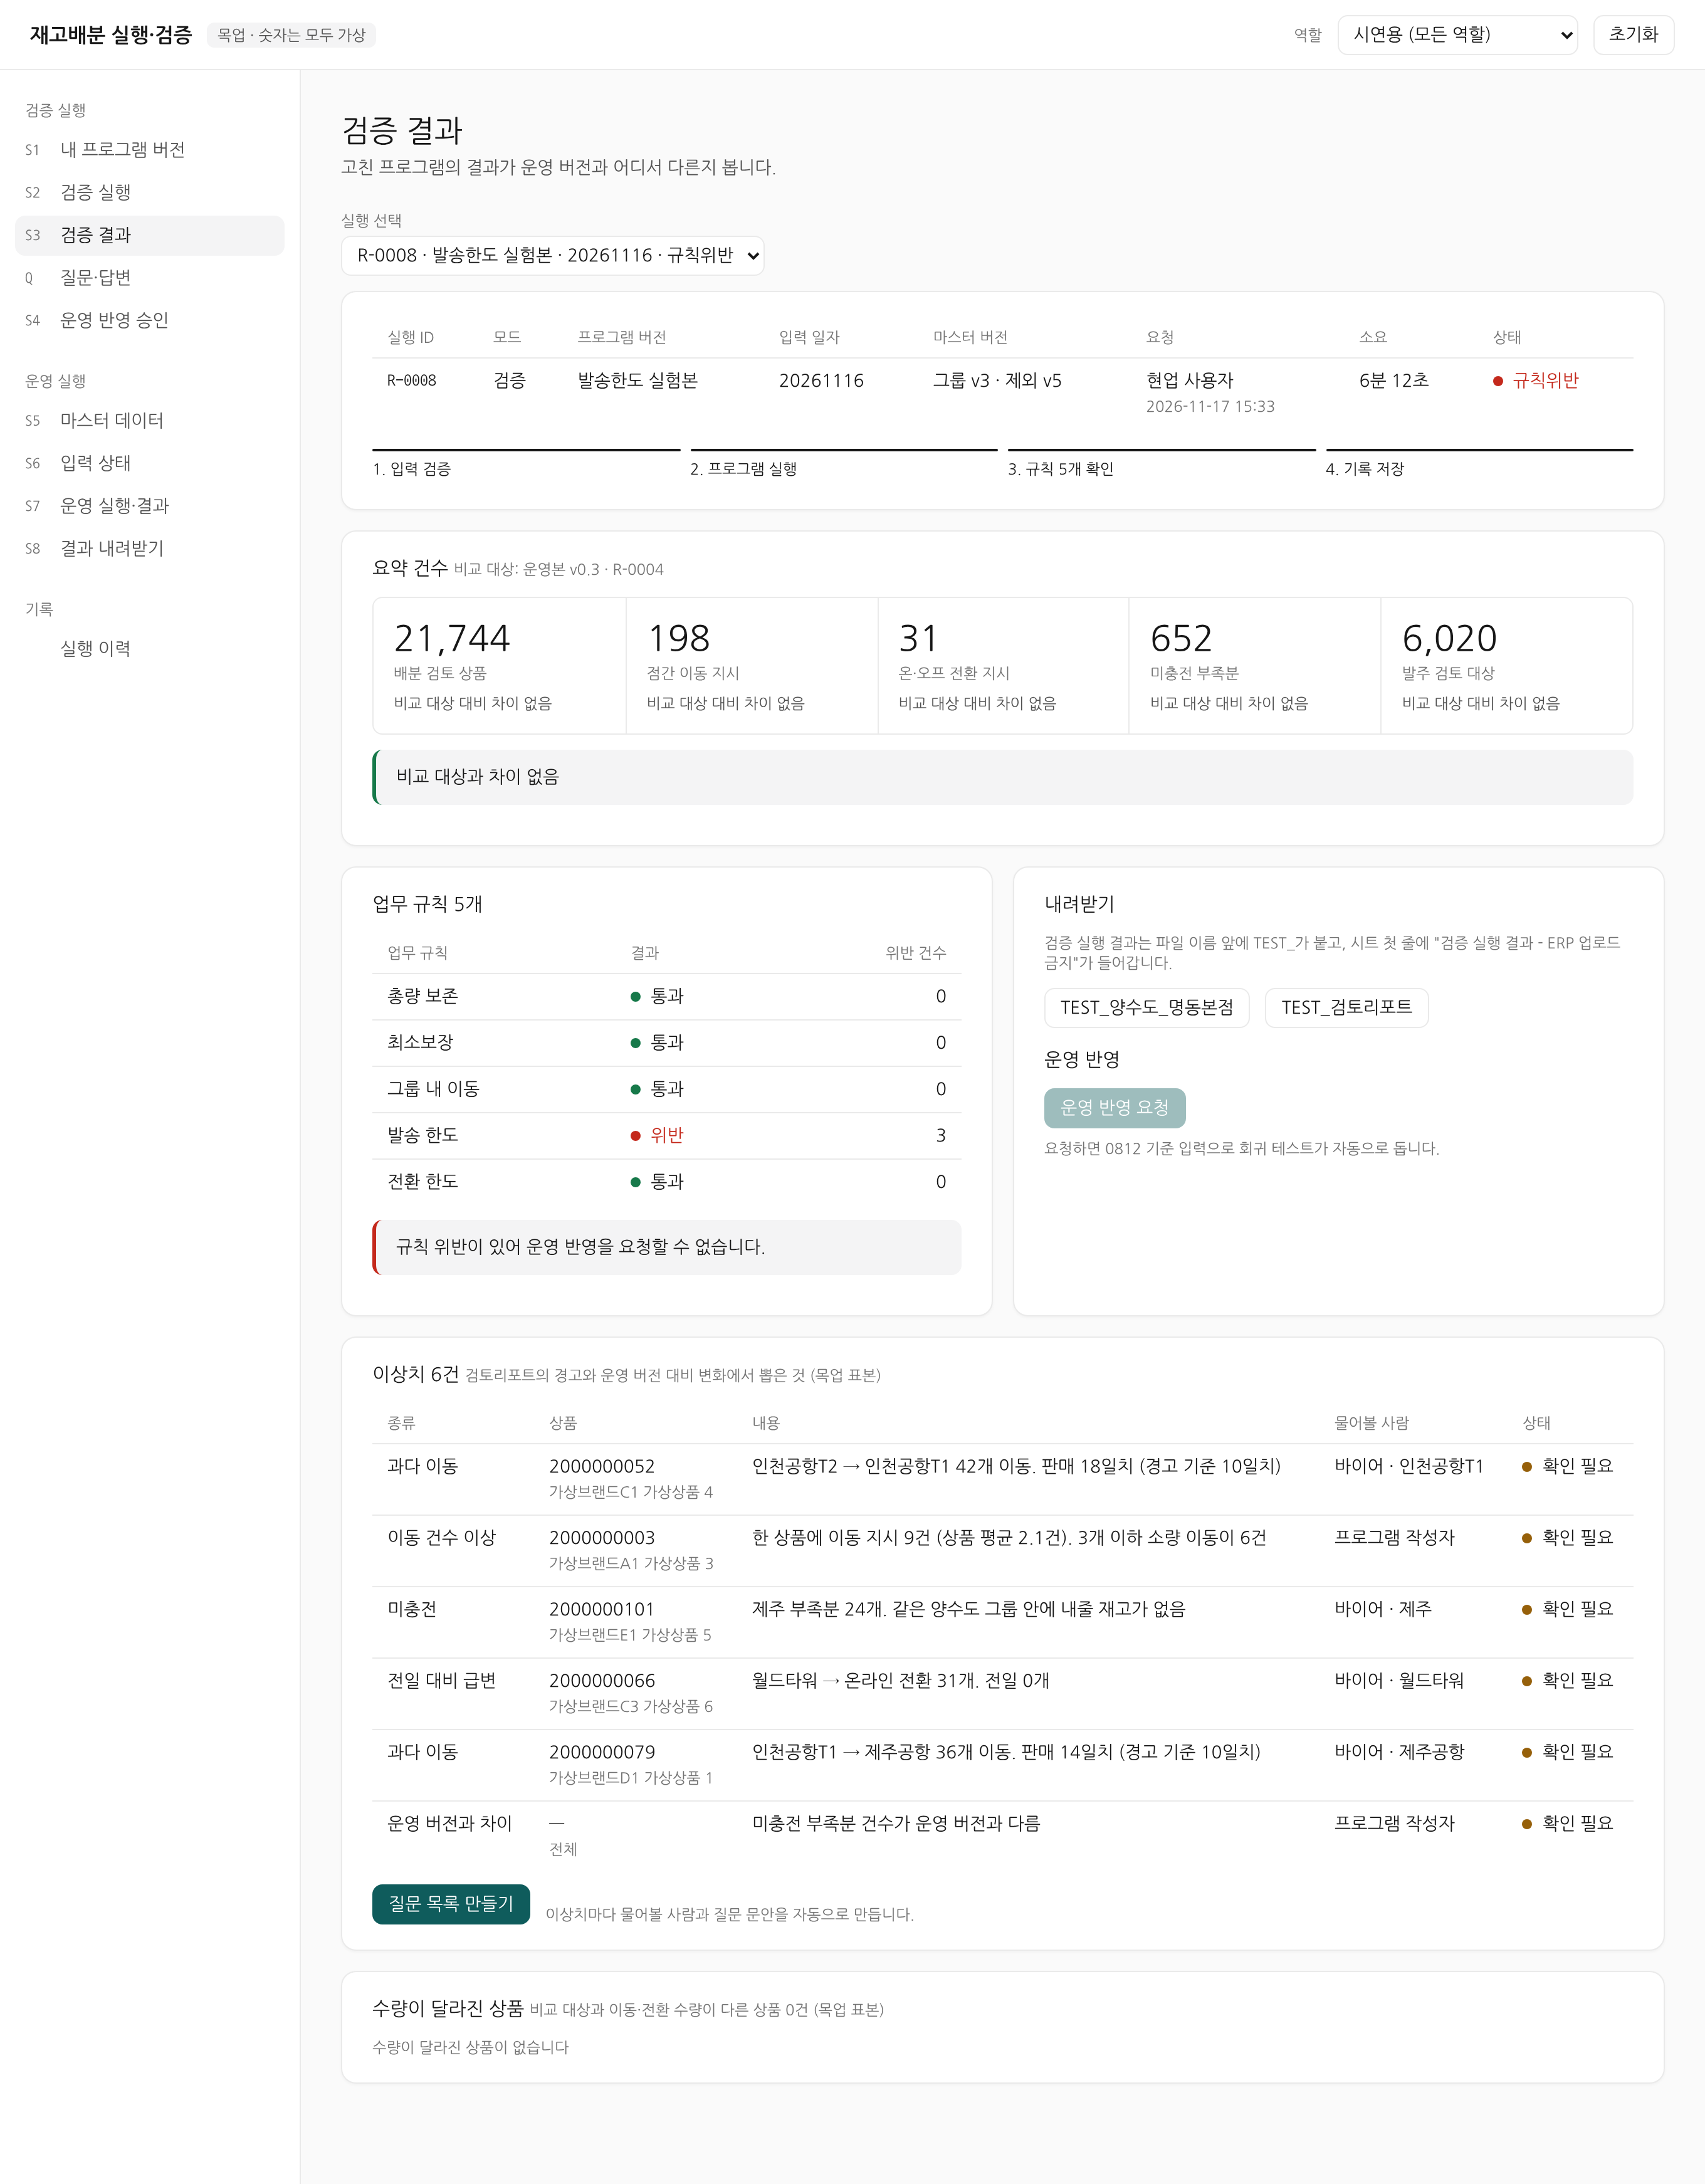 재고배분 실행·검증 목업 · 숫자는 모두 가상 역할 시연용 (모든 역할) 초기화
검증 실행
S1 내 프로그램 버전
S2 검증 실행
S3 검증 결과
Q 질문·답변
S4 운영 반영 승인
운영 실행
S5 마스터 데이터
S6 입력 상태
S7 운영 실행·결과
S8 결과 내려받기
기록
실행 이력
검증 결과
고친 프로그램의 결과가 운영 버전과 어디서 다른지 봅니다.
실행 선택
R-0008 · 발송한도 실험본 · 20261116 · 규칙위반
실행 ID 모드 프로그램 버전 입력 일자 마스터 버전 요청 소요 상태
R-0008 검증 발송한도 실험본 20261116 그룹 v3 · 제외 v5 현업 사용자 6분 12초 규칙위반
2026-11-17 15:33
1. 입력 검증 2. 프로그램 실행 3. 규칙 5개 확인 4. 기록 저장
요약 건수 비교 대상: 운영본 v0.3 · R-0004
21,744 198 31 652 6,020
배분 검토 상품 점간 이동 지시 온·오프 전환 지시 미충전 부족분 발주 검토 대상
비교 대상 대비 차이 없음 비교 대상 대비 차이 없음 비교 대상 대비 차이 없음 비교 대상 대비 차이 없음 비교 대상 대비 차이 없음
비교 대상과 차이 없음
업무 규칙 5개
업무 규칙 결과 위반 건수
총량 보존 통과 0
최소보장 통과 0
그룹 내 이동 통과 0
발송 한도 위반 3
전환 한도 통과 0
규칙 위반이 있어 운영 반영을 요청할 수 없습니다.
내려받기
검증 실행 결과는 파일 이름 앞에 TEST_가 붙고, 시트 첫 줄에 "검증 실행 결과 - ERP 업로드
금지"가 들어갑니다.
TEST_양수도_명동본점 TEST_검토리포트
운영 반영
운영 반영 요청
요청하면 0812 기준 입력으로 회귀 테스트가 자동으로 돕니다.
이상치 6건 검토리포트의 경고와 운영 버전 대비 변화에서 뽑은 것 (목업 표본)
종류 상품 내용 물어볼 사람 상태
과다 이동 2000000052 인천공항T2 → 인천공항T1 42개 이동. 판매 18일치 (경고 기준 10일치) 바이어 · 인천공항T1 확인 필요
가상브랜드C1 가상상품 4
이동 건수 이상 2000000003 한 상품에 이동 지시 9건 (상품 평균 2.1건). 3개 이하 소량 이동이 6건 프로그램 작성자 확인 필요
가상브랜드A1 가상상품 3
미충전 2000000101 제주 부족분 24개. 같은 양수도 그룹 안에 내줄 재고가 없음 바이어 · 제주 확인 필요
가상브랜드E1 가상상품 5
전일 대비 급변 2000000066 월드타워 → 온라인 전환 31개. 전일 0개 바이어 · 월드타워 확인 필요
가상브랜드C3 가상상품 6
과다 이동 2000000079 인천공항T1 → 제주공항 36개 이동. 판매 14일치 (경고 기준 10일치) 바이어 · 제주공항 확인 필요
가상브랜드D1 가상상품 1
운영 버전과 차이 — 미충전 부족분 건수가 운영 버전과 다름 프로그램 작성자 확인 필요
전체
질문 목록 만들기 이상치마다 물어볼 사람과 질문 문안을 자동으로 만듭니다.
수량이 달라진 상품 비교 대상과 이동·전환 수량이 다른 상품 0건 (목업 표본)
수량이 달라진 상품이 없습니다